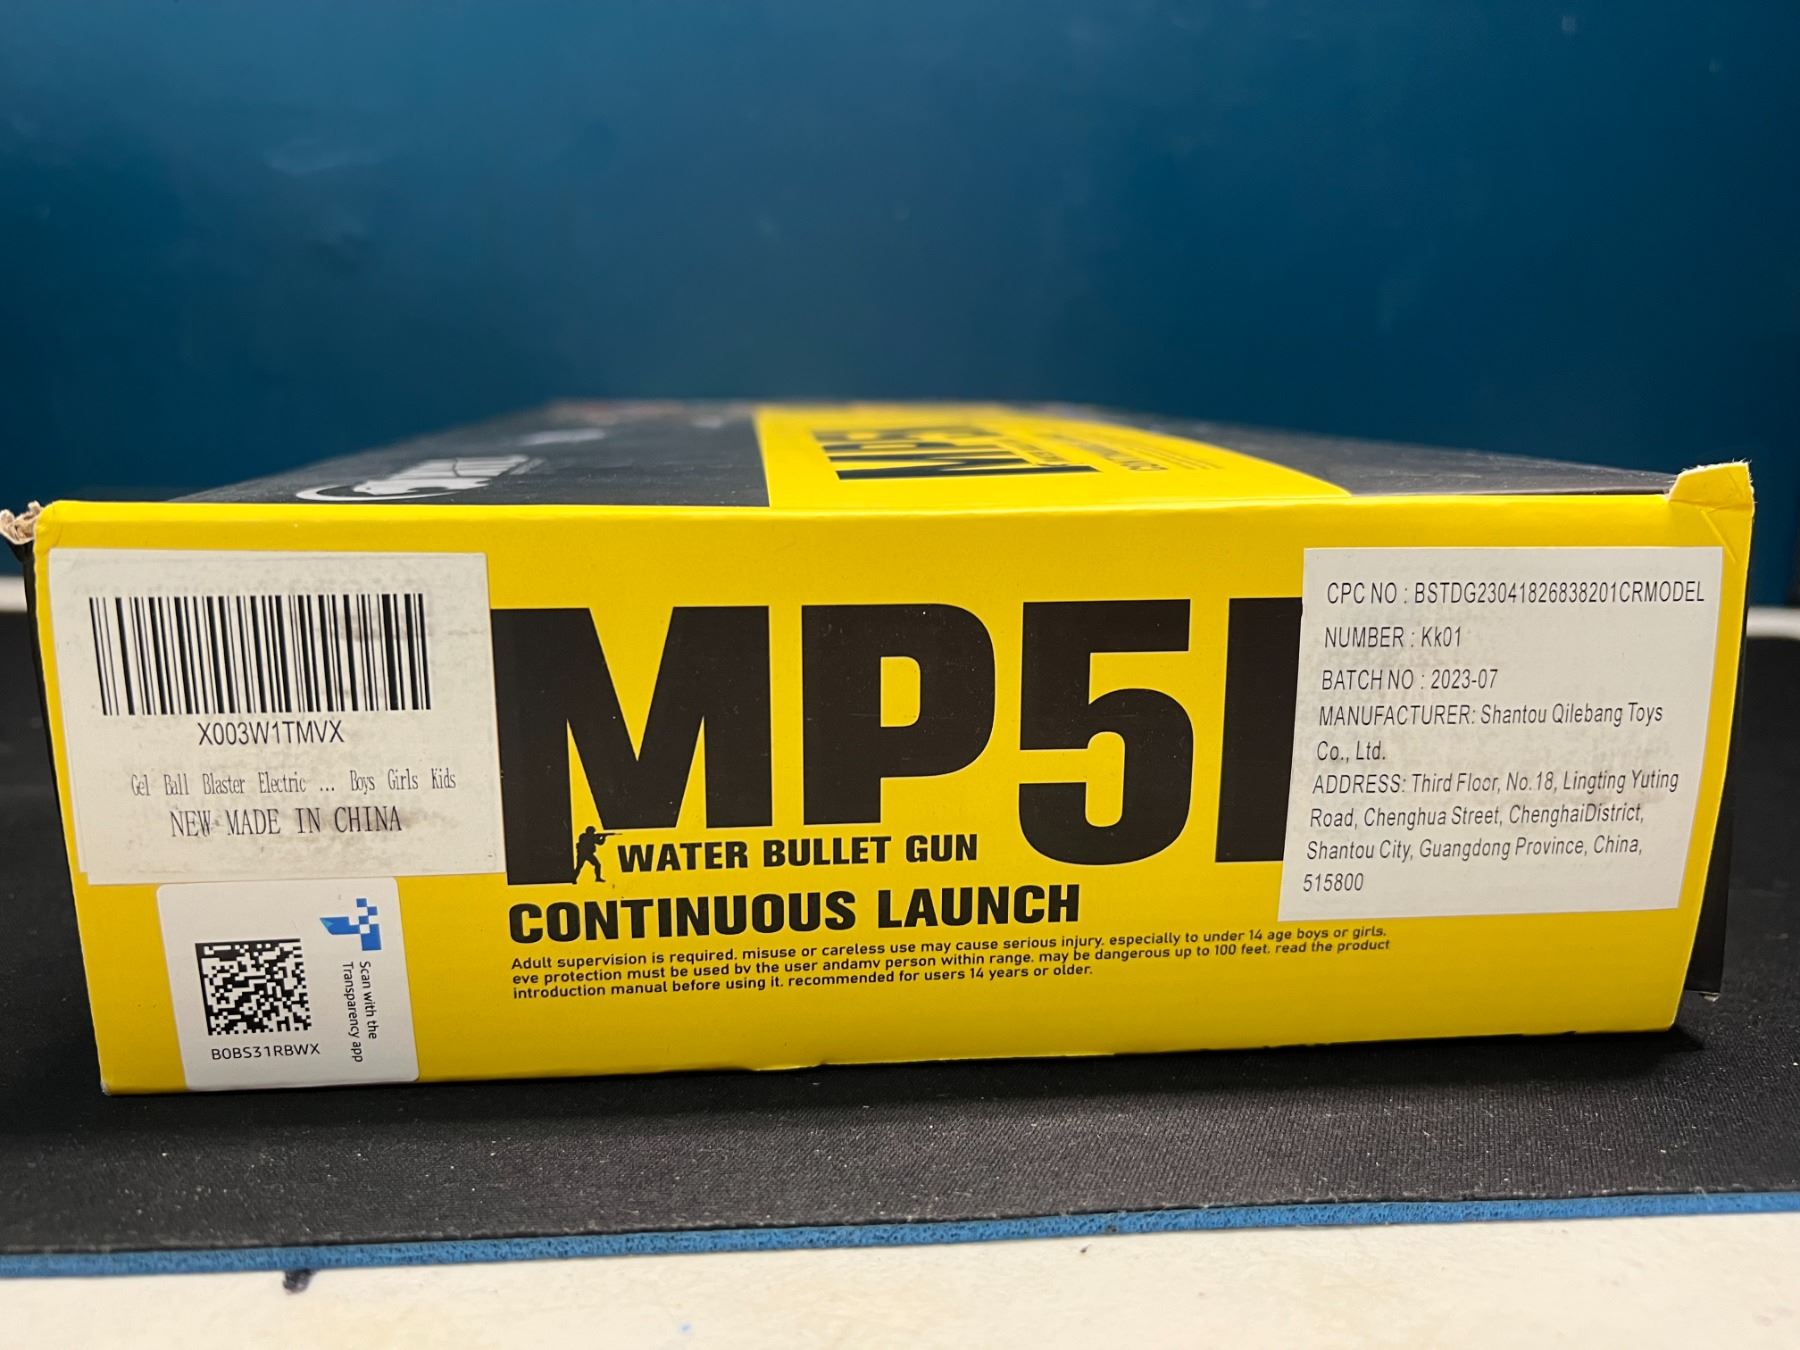 MP5
X003W1TMVX
Gel Ball Blaster Electric ... Boys Girls Kids
NEW MADE IN CHINA
B0BS31RBWX
Scan with the
Transparency app
MP5
WATER BULLET GUN
CONTINUOUS LAUNCH
Adult supervision is required. misuse or careless use may cause serious injury. especially to under 14 age boys or girls.
eve protection must be used bv the user andamv person within range. may be dangerous up to 100 feet. read the product
introduction manual before using it. recommended for users 14 years or older.
CPC NO : BSTDG23041826838201CRMODEL
NUMBER : Kk01
BATCH NO : 2023-07
MANUFACTURER: Shantou Qilebang Toys
Co., Ltd.
ADDRESS: Third Floor, No.18, Lingting Yuting
Road, Chenghua Street, ChenghaiDistrict,
Shantou City, Guangdong Province, China,
515800